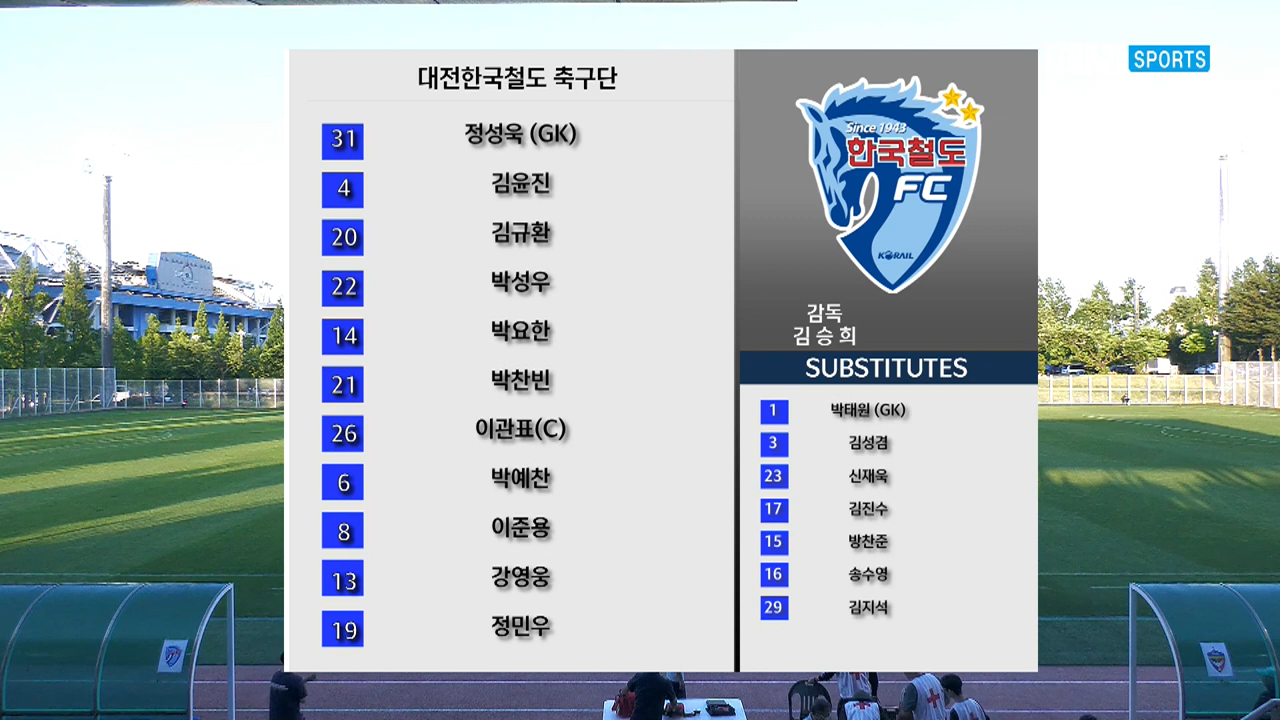 SPORTS
대전한국철도 축구단
31 정성욱 (GK)
4 김윤진
20 김규환
22 박성우
14 박요한
21 박찬빈
26 이관표(C)
6 박예찬
8 이준용
13 강영웅
19 정민우
Since 1943
한국철도
FC
KORAIL
감독
김 승 희
SUBSTITUTES
1 박태원 (GK)
3 김성겸
23 신재욱
17 김진수
15 방찬준
16 송수영
29 김지석